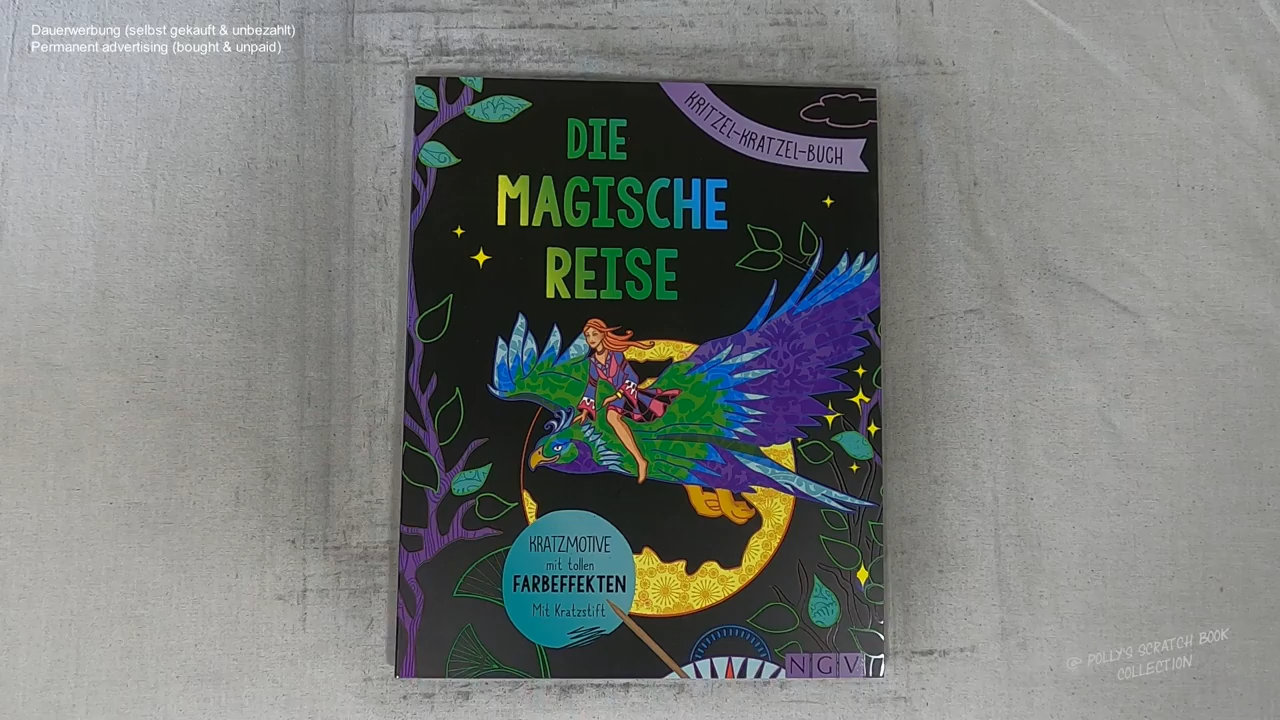 Dauerwerbung (selbst gekauft & unbezahlt)
Permanent advertising (bought & unpaid)
KRITZEL-KRATZEL-BUCH
DIE
MAGISCHE
REISE
KRATZMOTIVE
mit tollen
FARBEFFEKTEN
Mit Kratzstift
NGV
@ POLLY'S SCRATCH BOOK
COLLECTION